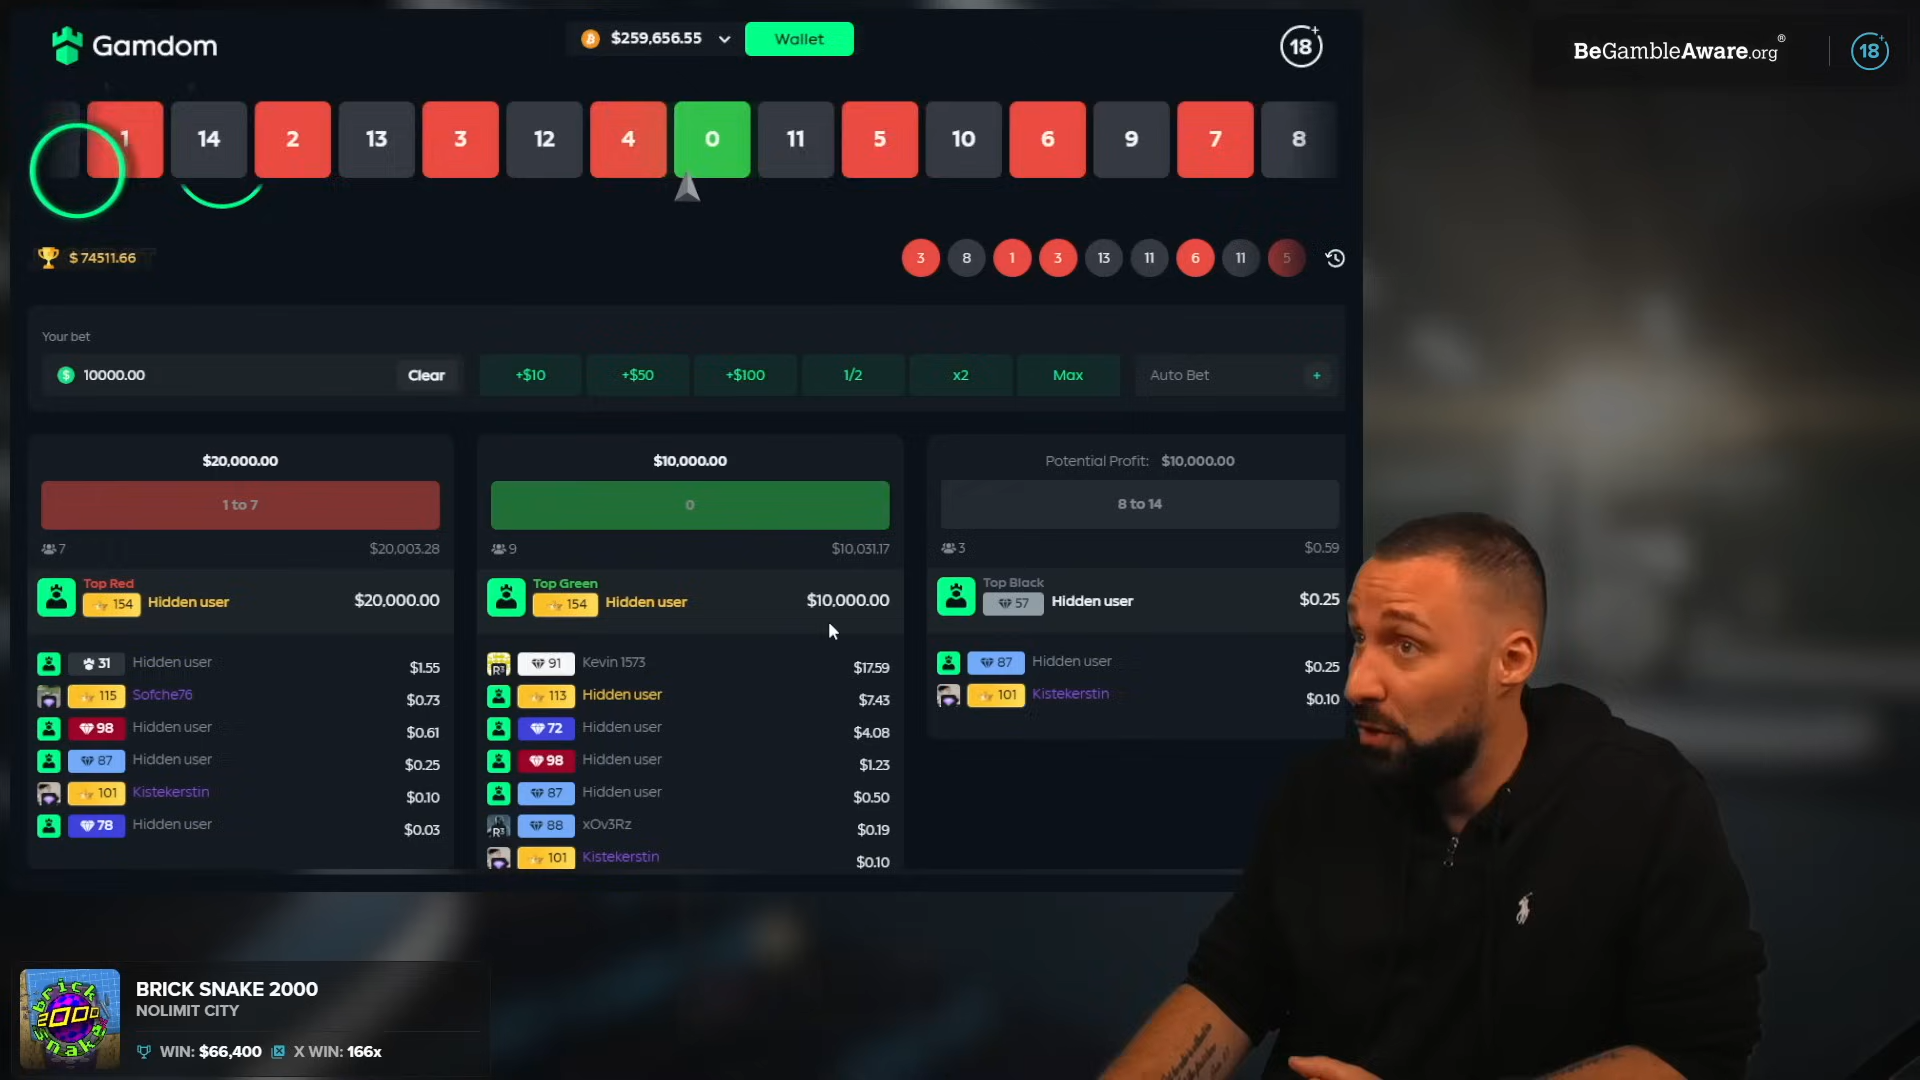 Gamdom
$259,656.55
Wallet
18+
BeGambleAware.org®
18+
1 14 2 13 3 12 4 0 11 5 10 6 9 7 8
$ 74511.66
3 8 1 3 13 11 6 11 5
Your bet
10000.00
Clear
+$10
+$50
+$100
1/2
x2
Max
Auto Bet
+
$20,000.00
1 to 7
7 $20,003.28
Top Red
154 Hidden user $20,000.00
31 Hidden user $1.55
115 Sofche76 $0.73
98 Hidden user $0.61
87 Hidden user $0.25
101 Kistekerstin $0.10
78 Hidden user $0.03
$10,000.00
0
9 $10,031.17
Top Green
154 Hidden user $10,000.00
91 Kevin 1573 $17.59
113 Hidden user $7.43
72 Hidden user $4.08
98 Hidden user $1.23
87 Hidden user $0.50
88 xOv3Rz $0.19
101 Kistekerstin $0.10
Potential Profit: $10,000.00
8 to 14
3 $0.59
Top Black
57 Hidden user $0.25
87 Hidden user $0.25
101 Kistekerstin $0.10
brick
2000
snake
BRICK SNAKE 2000
NOLIMIT CITY
WIN: $66,400 X WIN: 166x